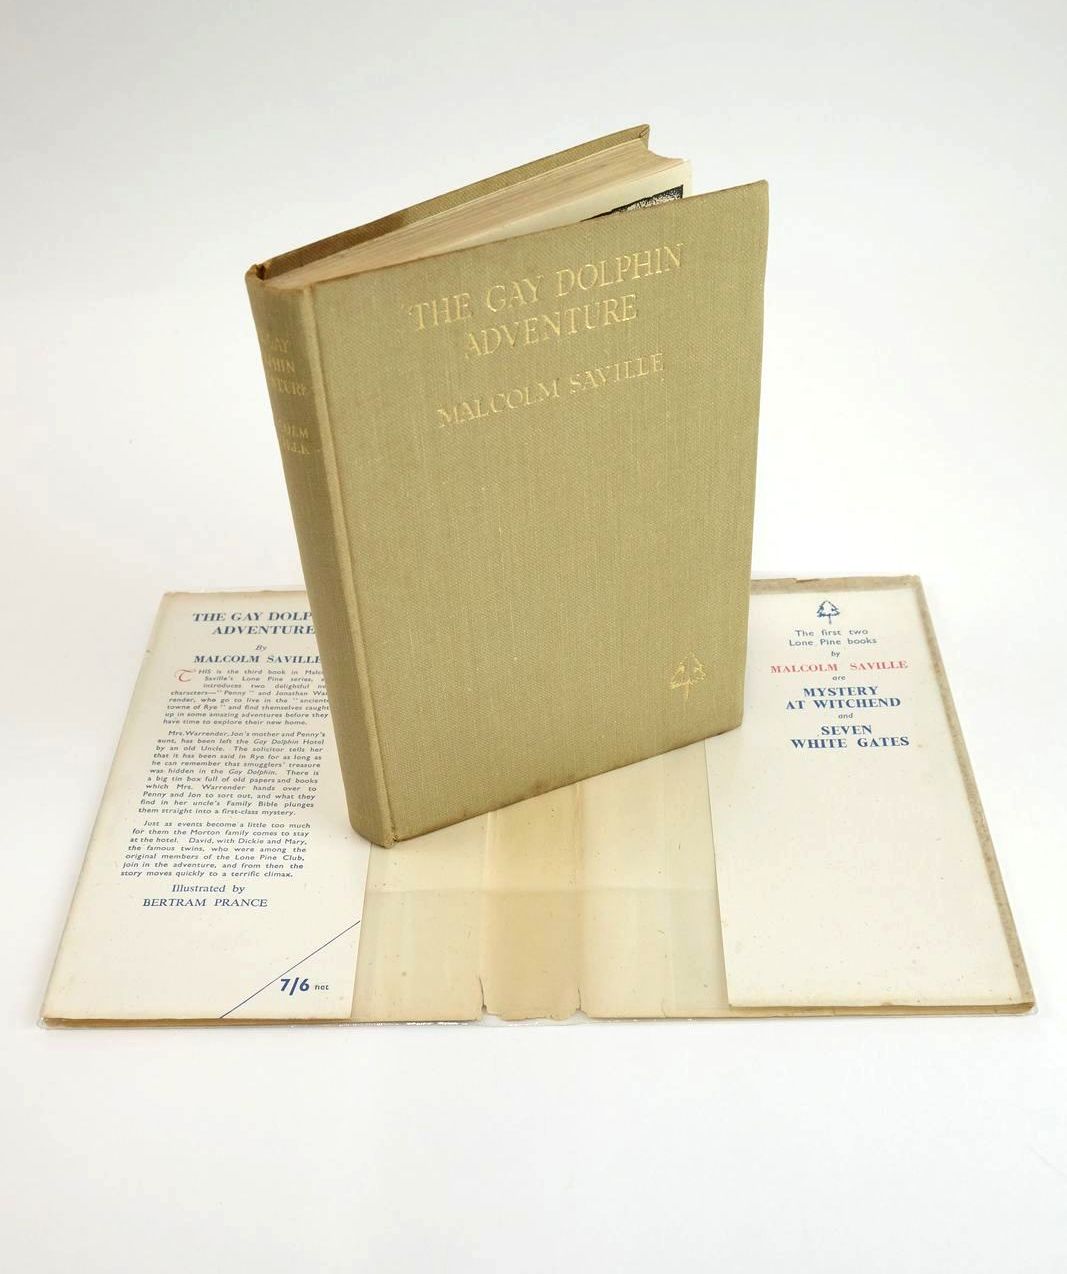 THE GAY DOLPHIN
ADVENTURE
MALCOLM SAVILLE
THE GAY DOLP
ADVENTURE
By
MALCOLM SAVILLE
THIS is the third book in Malco
Saville's Lone Pine series,
introduces two delightful ne
characters—"Penny" and Jonathan War
render, who go to live in the "ancient
towne of Rye" and find themselves caught
up in some amazing adventures before they
have time to explore their new home.
Mrs. Warrender, Jon's mother and Penny's
aunt, has been left the Gay Dolphin Hotel
by an old Uncle. The solicitor tells her
that it has been said in Rye for as long as
he can remember that smugglers' treasure
was hidden in the Gay Dolphin. There is
a big tin box full of old papers and books
which Mrs. Warrender hands over to
Penny and Jon to sort out, and what they
find in her uncle's Family Bible plunges
them straight into a first-class mystery.
Just as events become a little too much
for them the Morton family comes to stay
at the hotel. David, with Dickie and Mary,
the famous twins, who were among the
original members of the Lone Pine Club,
join in the adventure, and from then the
story moves quickly to a terrific climax.
Illustrated by
BERTRAM PRANCE
7/6 net
The first two
Lone Pine books
by
MALCOLM SAVILLE
are
MYSTERY
AT WITCHEND
and
SEVEN
WHITE GATES